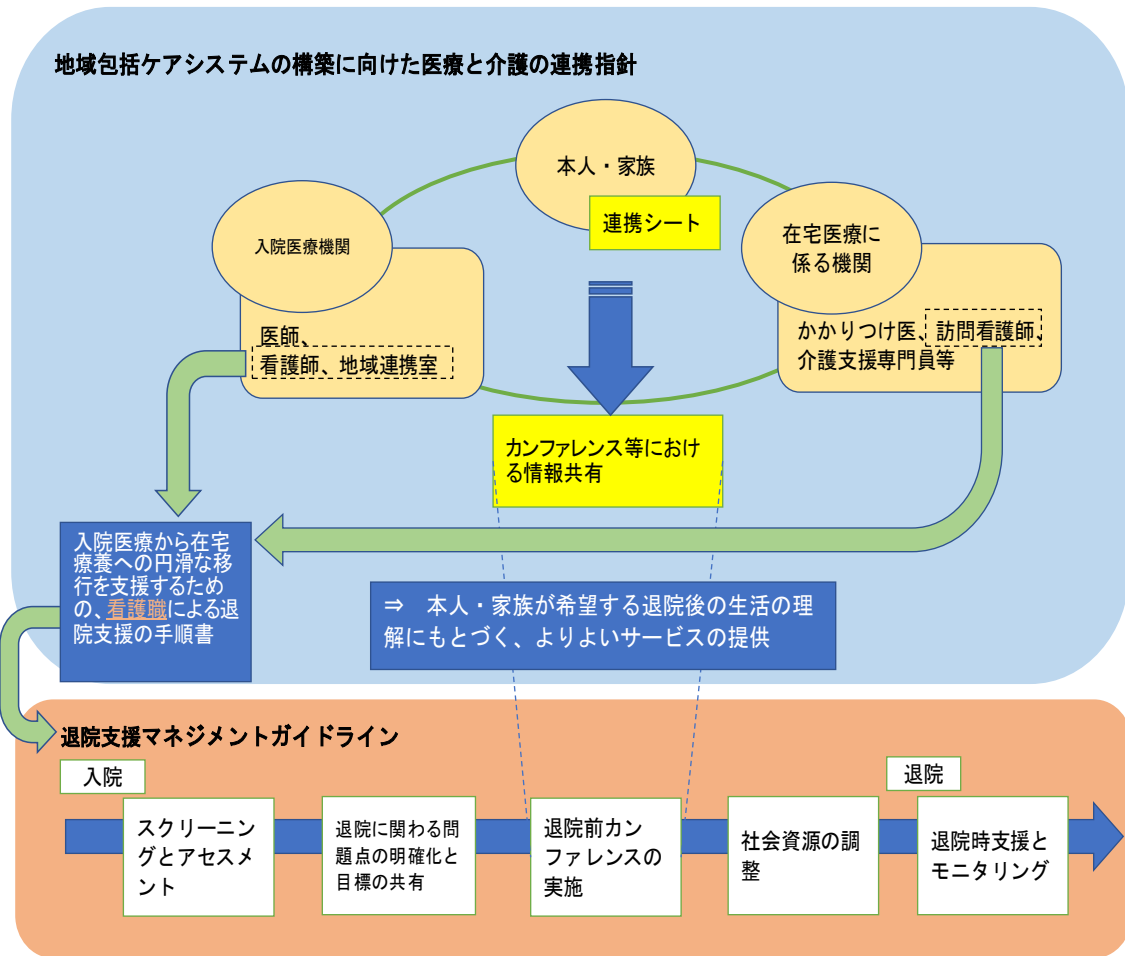 地域包括ケアシステムの構築に向けた医療と介護の連携指針
本人・家族
連携シート
入院医療機関
医師、
看護師、地域連携室
在宅医療に
係る機関
かかりつけ医、訪問看護師、
介護支援専門員等
カンファレンス等におけ
る情報共有
入院医療から在宅
療養への円滑な移
行を支援するため
の、看護職による退
院支援の手順書
⇒　本人・家族が希望する退院後の生活の理
解にもとづく、よりよいサービスの提供
退院支援マネジメントガイドライン
入院
退院
スクリーニン
グとアセスメ
ント
退院に関わる問
題点の明確化と
目標の共有
退院前カン
ファレンスの
実施
社会資源の調
整
退院時支援と
モニタリング